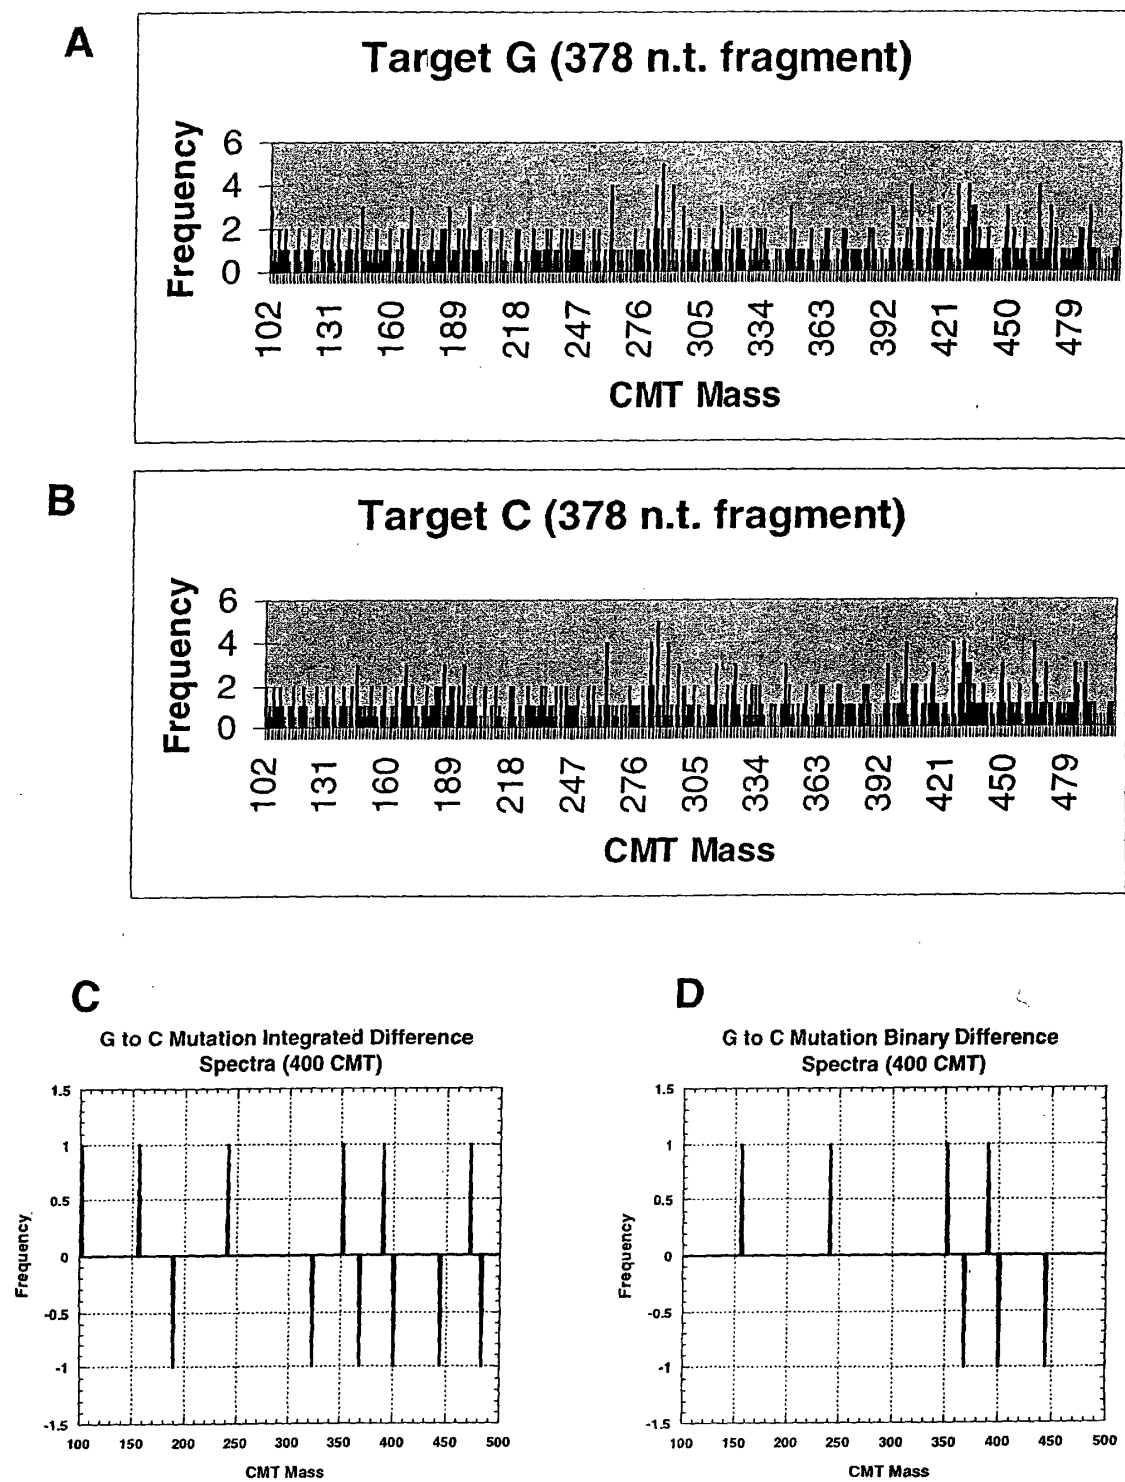 A
Target G (378 n.t. fragment)
Frequency
6
4
2
0
102 131 160 189 218 247 276 305 334 363 392 421 450 479
CMT Mass
B
Target C (378 n.t. fragment)
Frequency
6
4
2
0
102 131 160 189 218 247 276 305 334 363 392 421 450 479
CMT Mass
C
G to C Mutation Integrated Difference
Spectra (400 CMT)
Frequency
1.5
1
0.5
0
-0.5
-1
-1.5
100 150 200 250 300 350 400 450 500
CMT Mass
D
G to C Mutation Binary Difference
Spectra (400 CMT)
Frequency
1.5
1
0.5
0
-0.5
-1
-1.5
100 150 200 250 300 350 400 450 500
CMT Mass